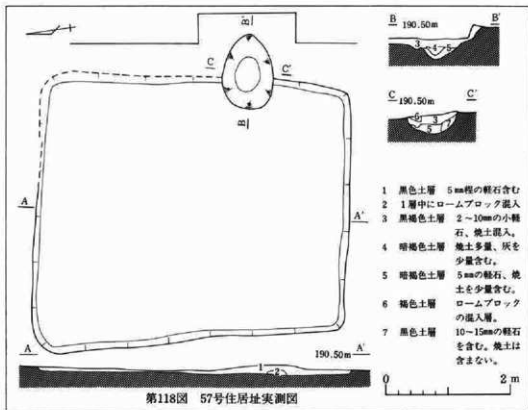 B'
C
C'
B
A
A'
A
190.50m
A'
1
2
第118図 57号住居址実測図
B 190.50m B'
3
4
5
C 190.50m C'
6
3
7
5
1 黒色土層 5㎜程の軽石含む
2 1層中にロームブロック混入
3 黒褐色土層 2~10㎜の小軽
石、焼土混入。
4 暗褐色土層 焼土多量、灰を
少量含む。
5 暗褐色土層 5㎜の軽石、焼
土を少量含む。
6 褐色土層 ロームブロック
の混入層。
7 黒色土層 10~15㎜の軽石
を含む。焼土は
含まない。
0 2 m